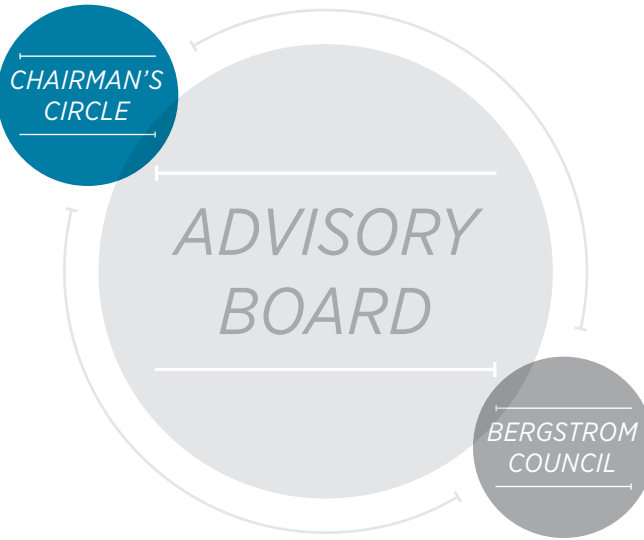 CHAIRMAN’S
CIRCLE
ADVISORY
BOARD
BERGSTROM
COUNCIL